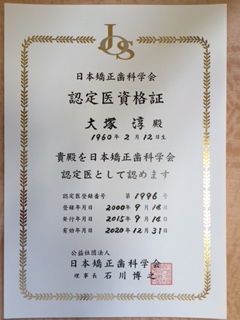 JOS
日本矯正歯科学会
認定医資格証
大塚 淳 殿
1960年 2月12日生
貴殿を日本矯正歯科学会
認定医として認めます
認定医登録番号 第 1996 号
登録年月日 2000年 9月18日
発行年月日 2015年 9月14日
有効年月日 2020年12月31日
公益社団法人
日本矯正歯科学会
理事長 石川博之